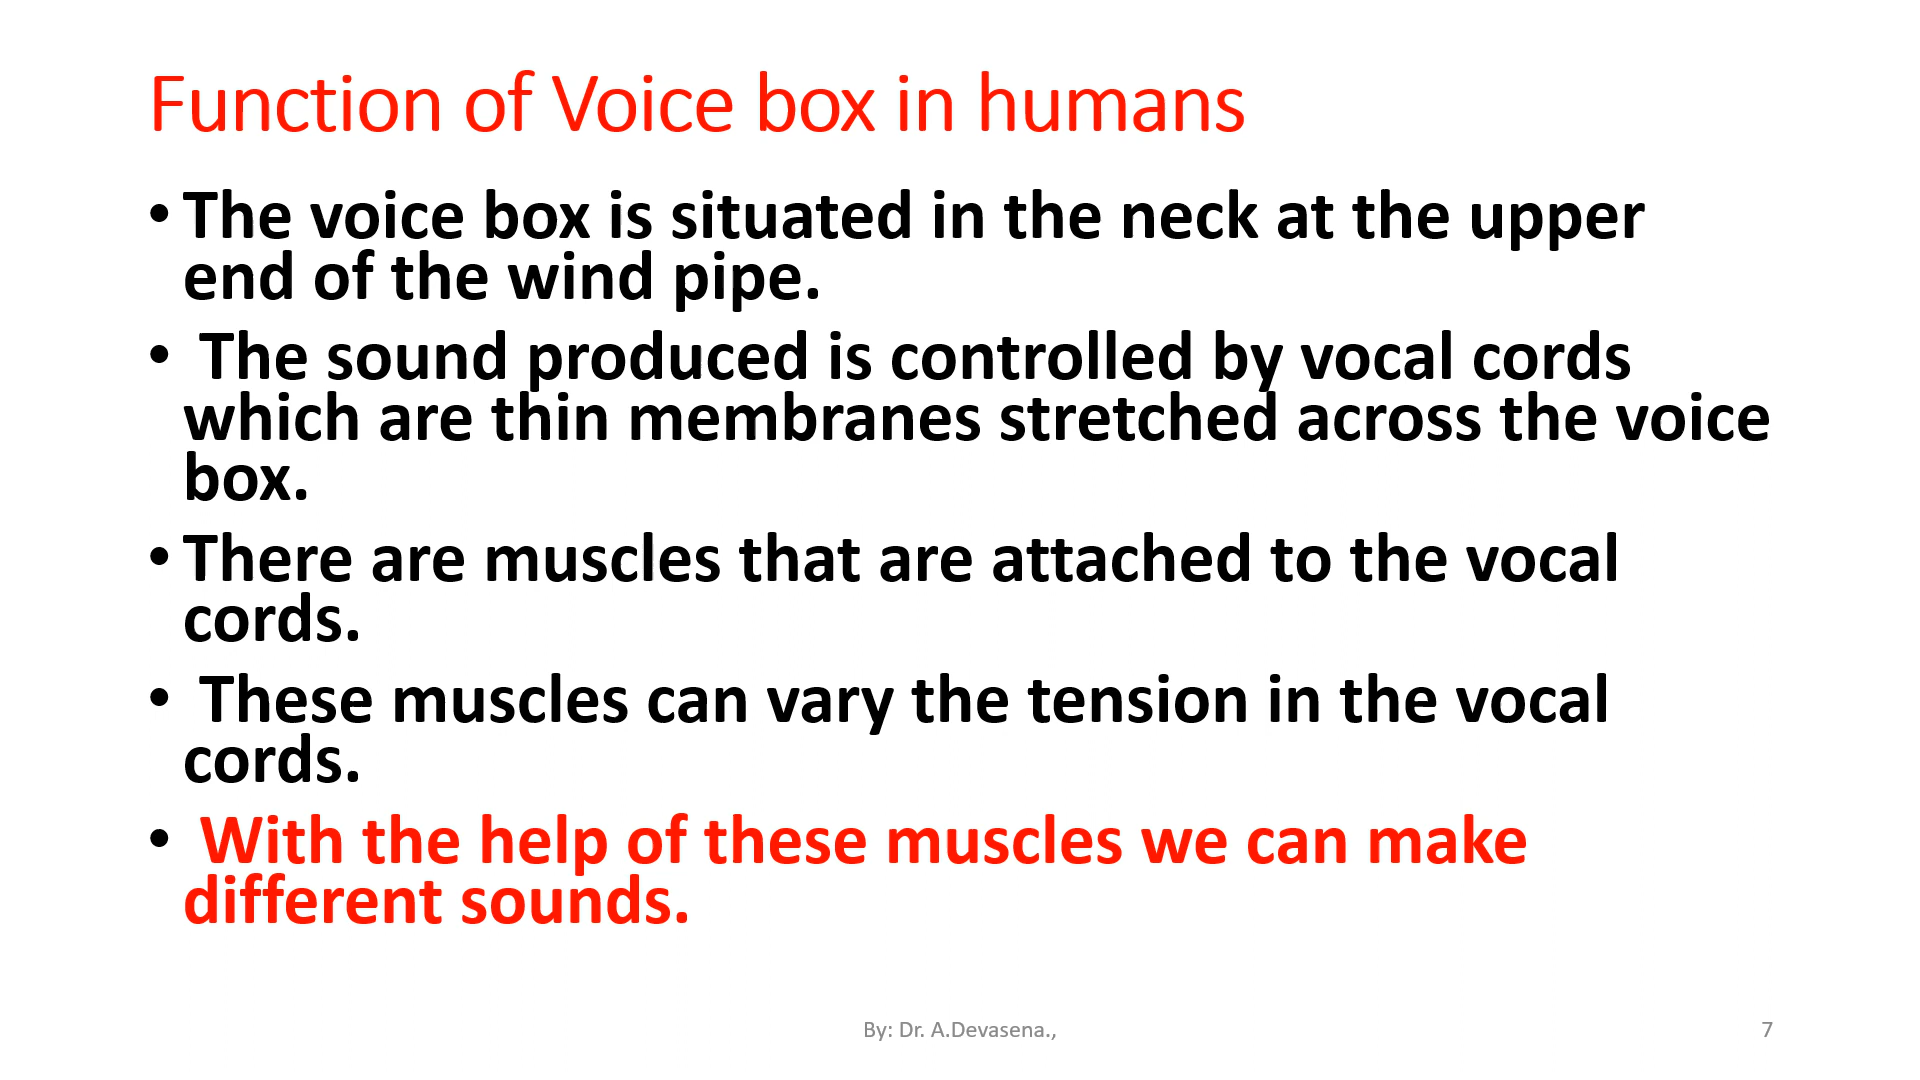 Function of Voice box in humans
• The voice box is situated in the neck at the upper
end of the wind pipe.
• The sound produced is controlled by vocal cords
which are thin membranes stretched across the voice
box.
• There are muscles that are attached to the vocal
cords.
• These muscles can vary the tension in the vocal
cords.
• With the help of these muscles we can make
different sounds.
By: Dr. A.Devasena.,
7